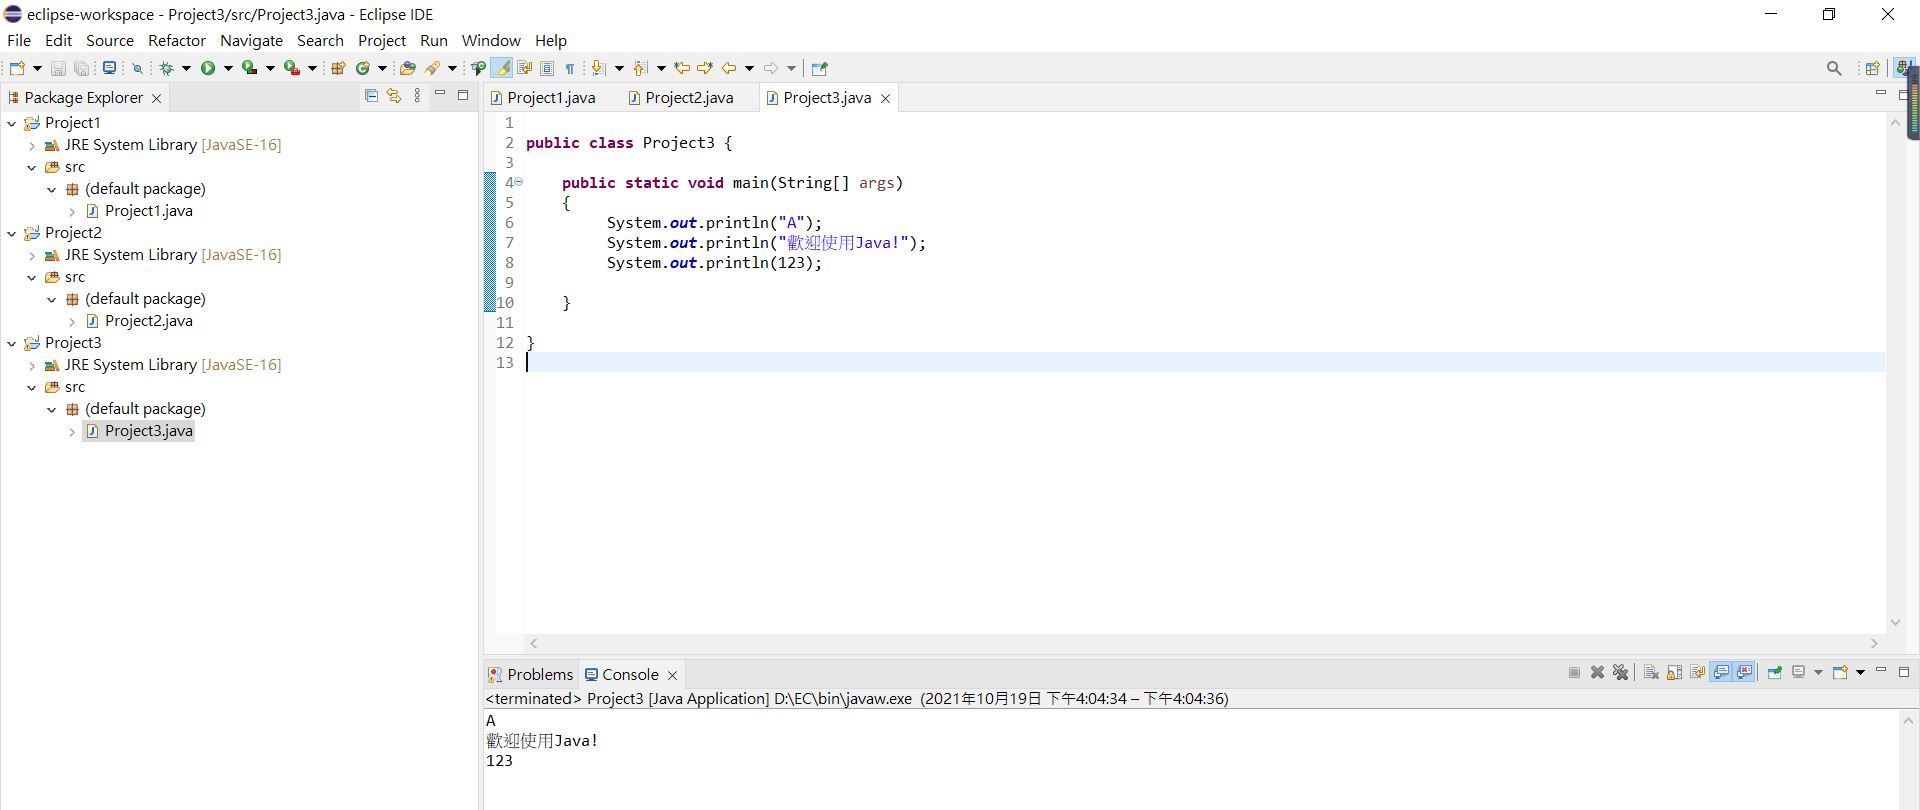 eclipse-workspace - Project3/src/Project3.java - Eclipse IDE
File Edit Source Refactor Navigate Search Project Run Window Help
Package Explorer
Project1
JRE System Library [JavaSE-16]
src
(default package)
Project1.java
Project2
JRE System Library [JavaSE-16]
src
(default package)
Project2.java
Project3
JRE System Library [JavaSE-16]
src
(default package)
Project3.java
Project1.java Project2.java Project3.java
1
2 public class Project3 {
3
4 public static void main(String[] args)
5 {
6 System.out.println("A");
7 System.out.println("歡迎使用Java!");
8 System.out.println(123);
9
10 }
11
12 }
13
Problems Console
<terminated> Project3 [Java Application] D:\EC\bin\javaw.exe (2021年10月19日 下午4:04:34 – 下午4:04:36)
A
歡迎使用Java!
123